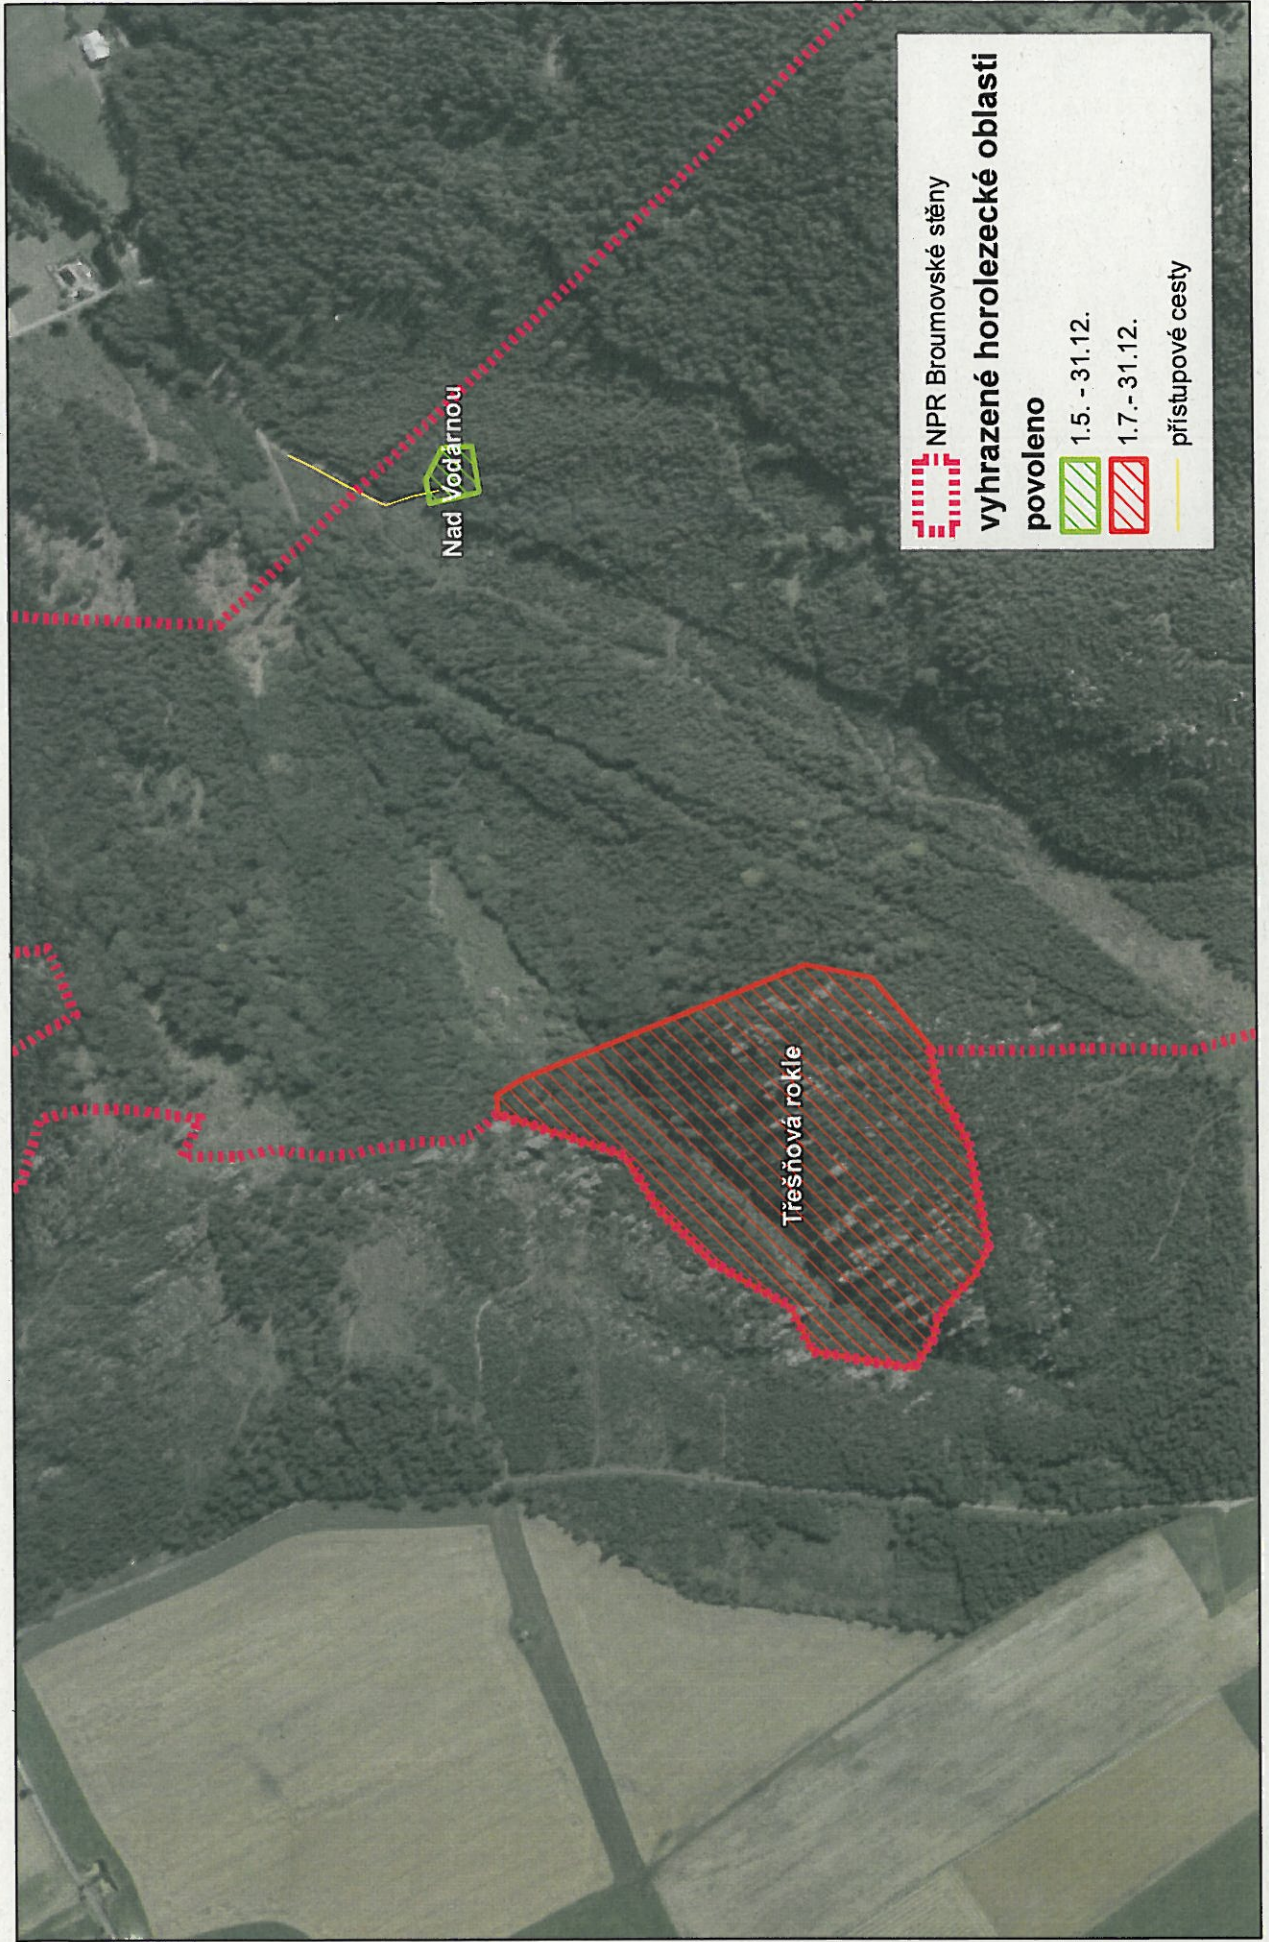 Třešňová rokle
Nad Vodárnou
NPR Broumovské stěny
vyhrazené horolezecké oblasti
povoleno
1.5. - 31.12.
1.7.- 31.12.
přístupové cesty